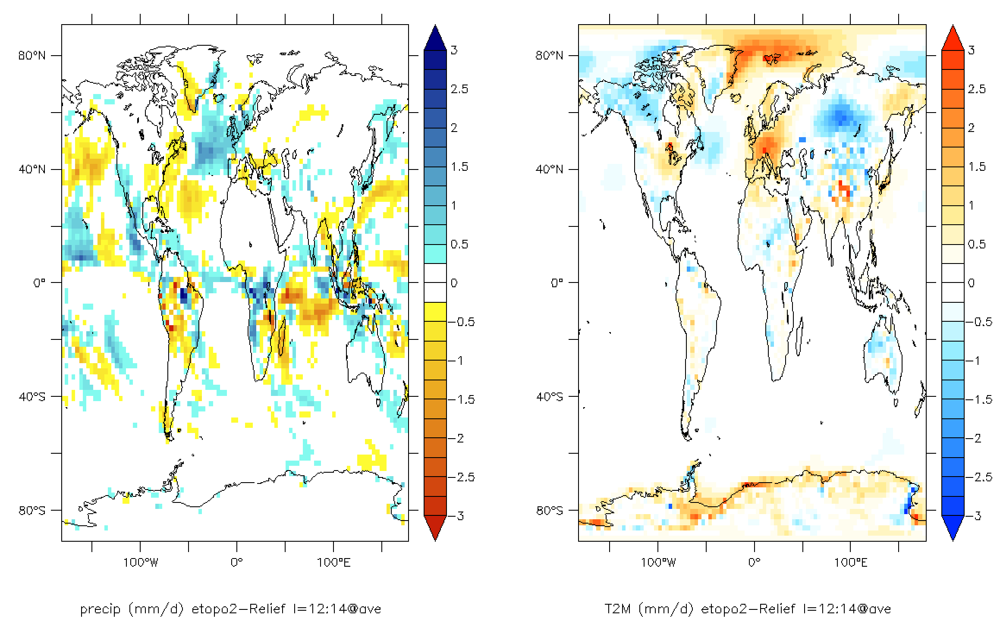 80°N
40°N
0°
40°S
80°S
100°W 0° 100°E
3
2.5
2
1.5
1
0.5
0
−0.5
−1
−1.5
−2
−2.5
−3
precip (mm/d) etopo2−Relief l=12:14@ave
80°N
40°N
0°
40°S
80°S
100°W 0° 100°E
3
2.5
2
1.5
1
0.5
0
−0.5
−1
−1.5
−2
−2.5
−3
T2M (mm/d) etopo2−Relief l=12:14@ave